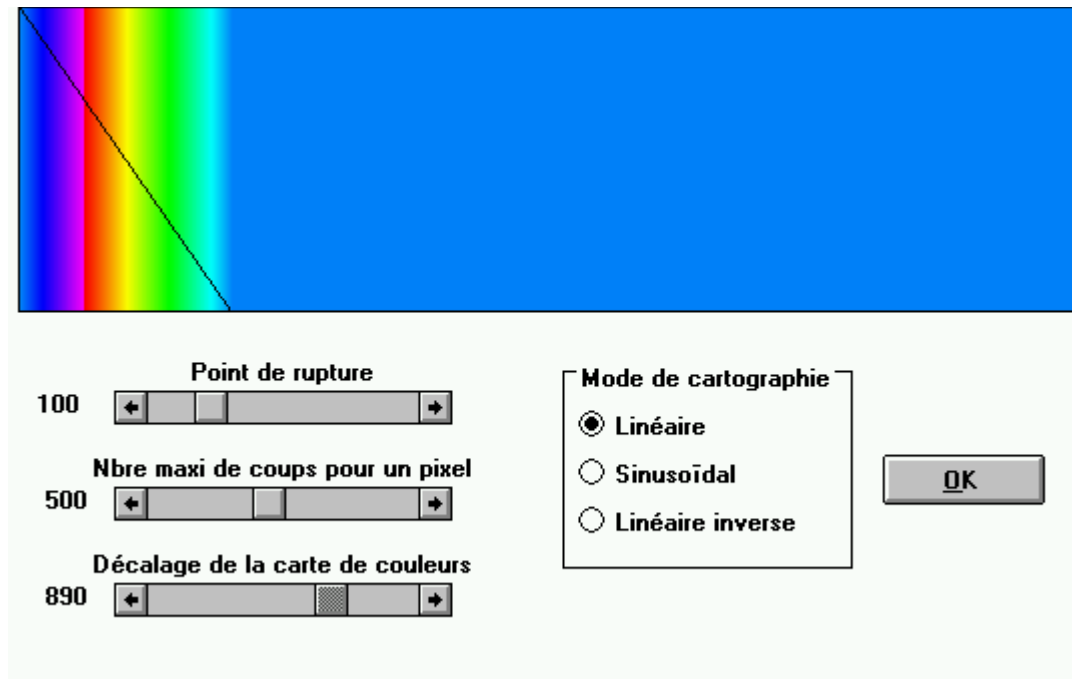 Point de rupture
100
Nbre maxi de coups pour un pixel
500
Décalage de la carte de couleurs
890
Mode de cartographie
Linéaire
Sinusoïdal
Linéaire inverse
OK